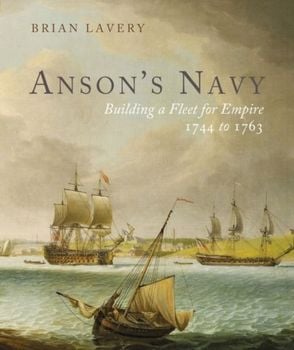 BRIAN LAVERY
ANSON'S NAVY
Building a Fleet for Empire
1744 to 1763